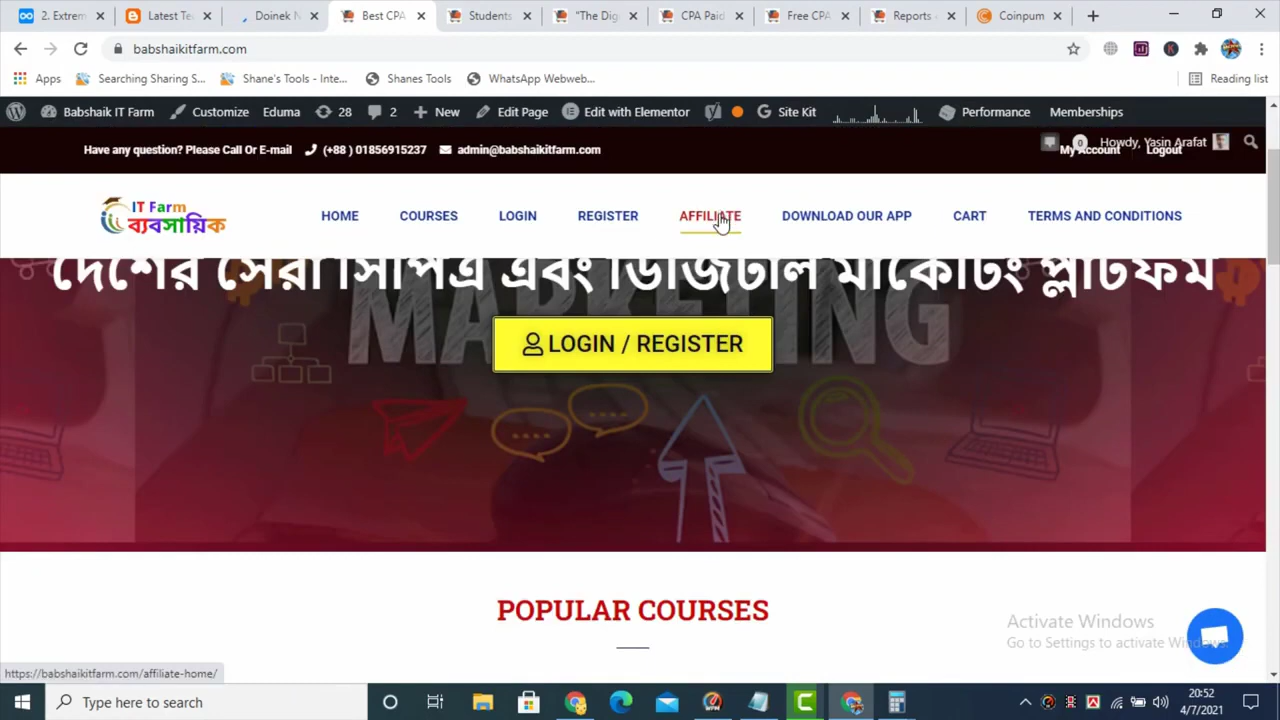 2. Extrem
Latest Te
Doinek N
Best CPA
Students
"The Dig
CPA Paid
Free CPA
Reports
Coinpum
babshaikitfarm.com
Apps
Searching Sharing S...
Shane's Tools - Inte...
Shanes Tools
WhatsApp Webweb...
Reading list
Babshaik IT Farm
Customize
Eduma
28
2
New
Edit Page
Edit with Elementor
Site Kit
Performance
Memberships
Have any question? Please Call Or E-mail
(+88 ) 01856915237
admin@babshaikitfarm.com
0
Howdy, Yasin Arafat
My Account
Logout
IT Farm
ব্যবসায়িক
HOME
COURSES
LOGIN
REGISTER
AFFILIATE
DOWNLOAD OUR APP
CART
TERMS AND CONDITIONS
দেশের সেরা সিপিএ এবং ডিজিটাল মার্কেটিং প্লাটফর্ম
MARKETING
LOGIN / REGISTER
POPULAR COURSES
Activate Windows
Go to Settings to activate Windows.
https://babshaikitfarm.com/affiliate-home/
Type here to search
20:52
4/7/2021